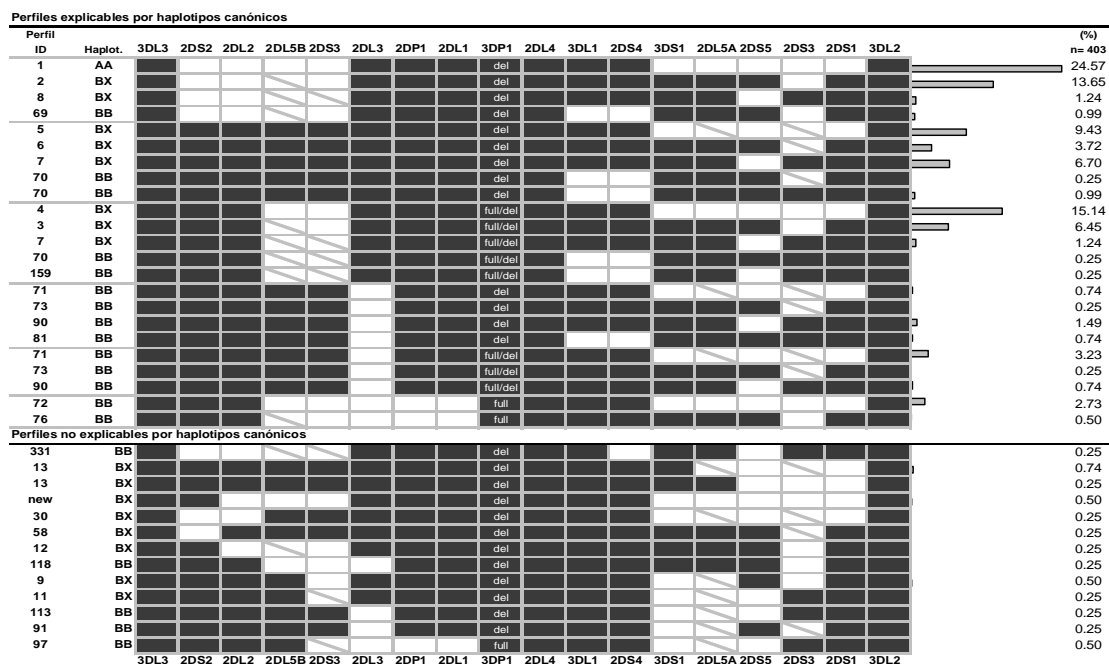 Perfiles explicables por haplotipos canónicos
Perfil (%)
ID Haplot. 3DL3 2DS2 2DL2 2DL5B 2DS3 2DL3 2DP1 2DL1 3DP1 2DL4 3DL1 2DS4 3DS1 2DL5A 2DS5 2DS3 2DS1 3DL2 n= 403
1 AA del 24.57
2 BX del 13.65
8 BX del 1.24
69 BB del 0.99
5 BX del 9.43
6 BX del 3.72
7 BX del 6.70
70 BB del 0.25
70 BB del 0.99
4 BX full/del 15.14
3 BX full/del 6.45
7 BX full/del 1.24
70 BB full/del 0.25
159 BB full/del 0.25
71 BB del 0.74
73 BB del 0.25
90 BB del 1.49
81 BB del 0.74
71 BB full/del 3.23
73 BB full/del 0.25
90 BB full/del 0.74
72 BB full 2.73
76 BB full 0.50
Perfiles no explicables por haplotipos canónicos
331 BB del 0.25
13 BX del 0.74
13 BX del 0.25
new BX del 0.50
30 BX del 0.25
58 BX del 0.25
12 BX del 0.25
118 BB del 0.25
9 BX del 0.50
11 BX del 0.25
113 BB del 0.25
91 BB del 0.25
97 BB full 0.50
3DL3 2DS2 2DL2 2DL5B 2DS3 2DL3 2DP1 2DL1 3DP1 2DL4 3DL1 2DS4 3DS1 2DL5A 2DS5 2DS3 2DS1 3DL2